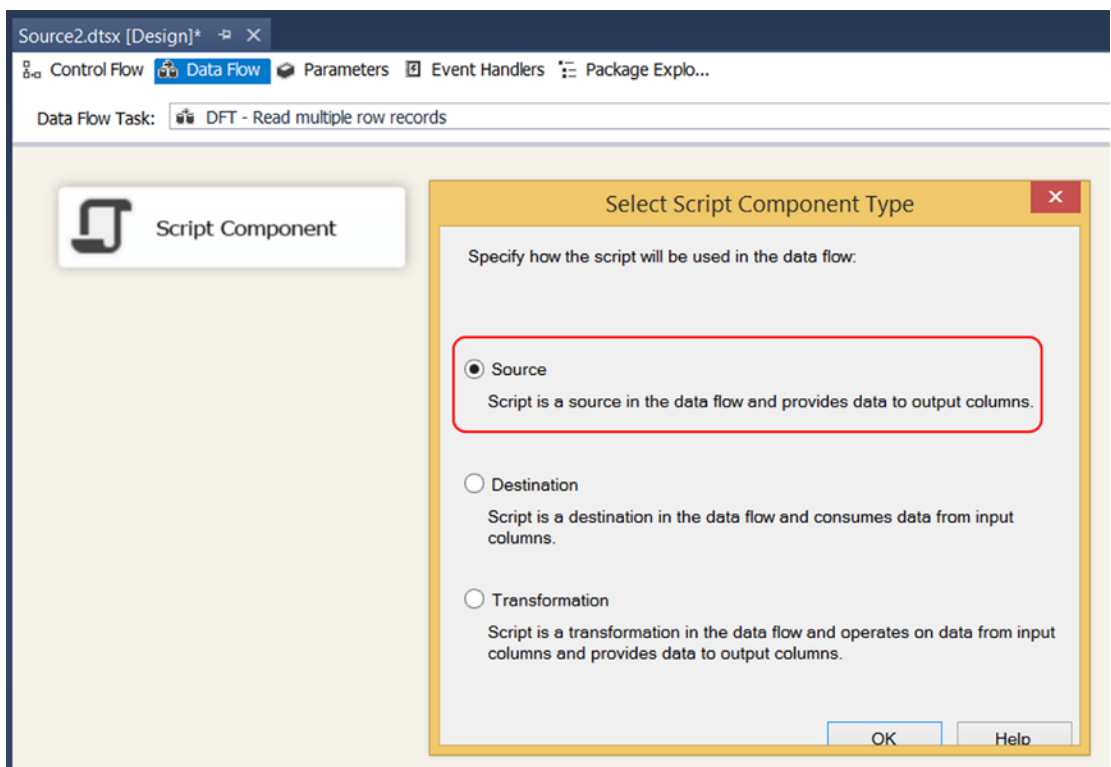 Source2.dtsx [Design]*
Control Flow Data Flow Parameters Event Handlers Package Explo...
Data Flow Task: DFT - Read multiple row records
Script Component
Select Script Component Type
Specify how the script will be used in the data flow:
Source
Script is a source in the data flow and provides data to output columns.
Destination
Script is a destination in the data flow and consumes data from input
columns.
Transformation
Script is a transformation in the data flow and operates on data from input
columns and provides data to output columns.
OK Help